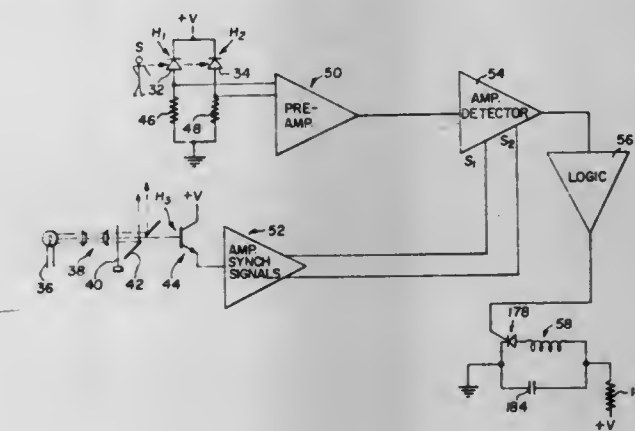 +V
H1
H2
S
32
34
46
48
50
PRE-
AMP.
54
AMP.
DETECTOR
S1
S2
56
LOGIC
H3
+V
52
AMP.
SYNCH
SIGNALS
36
38
40
42
44
178
58
184
+V